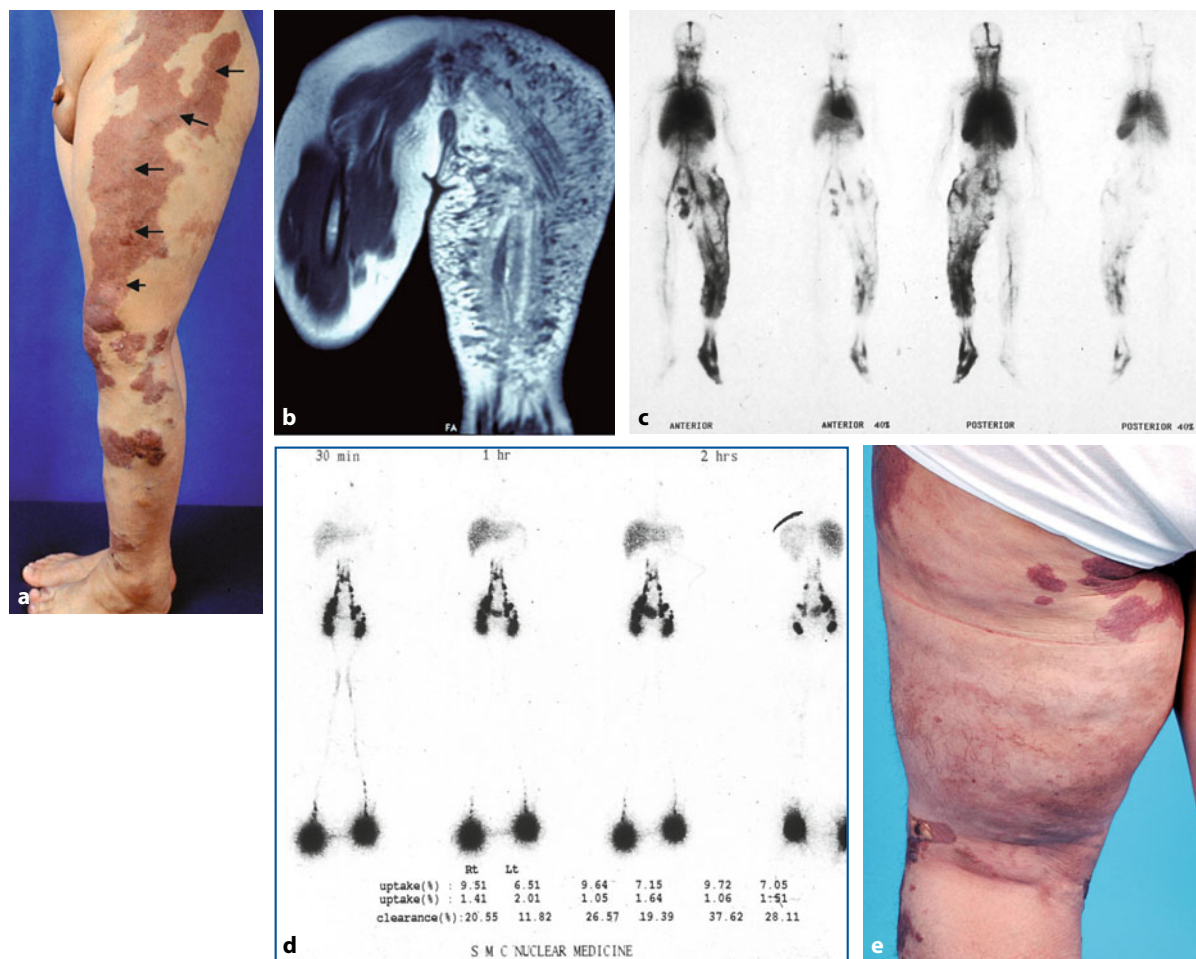 a
b
FA
c
ANTERIOR ANTERIOR 40% POSTERIOR POSTERIOR 40%
d
30 min 1 hr 2 hrs
Rt Lt
uptake(%) : 9.51 6.51 9.64 7.15 9.72 7.05
uptake(%) : 1.41 2.01 1.05 1.64 1.06 1.51
clearance(%):20.55 11.82 26.57 19.39 37.62 28.11
S M C NUCLEAR MEDICINE
e